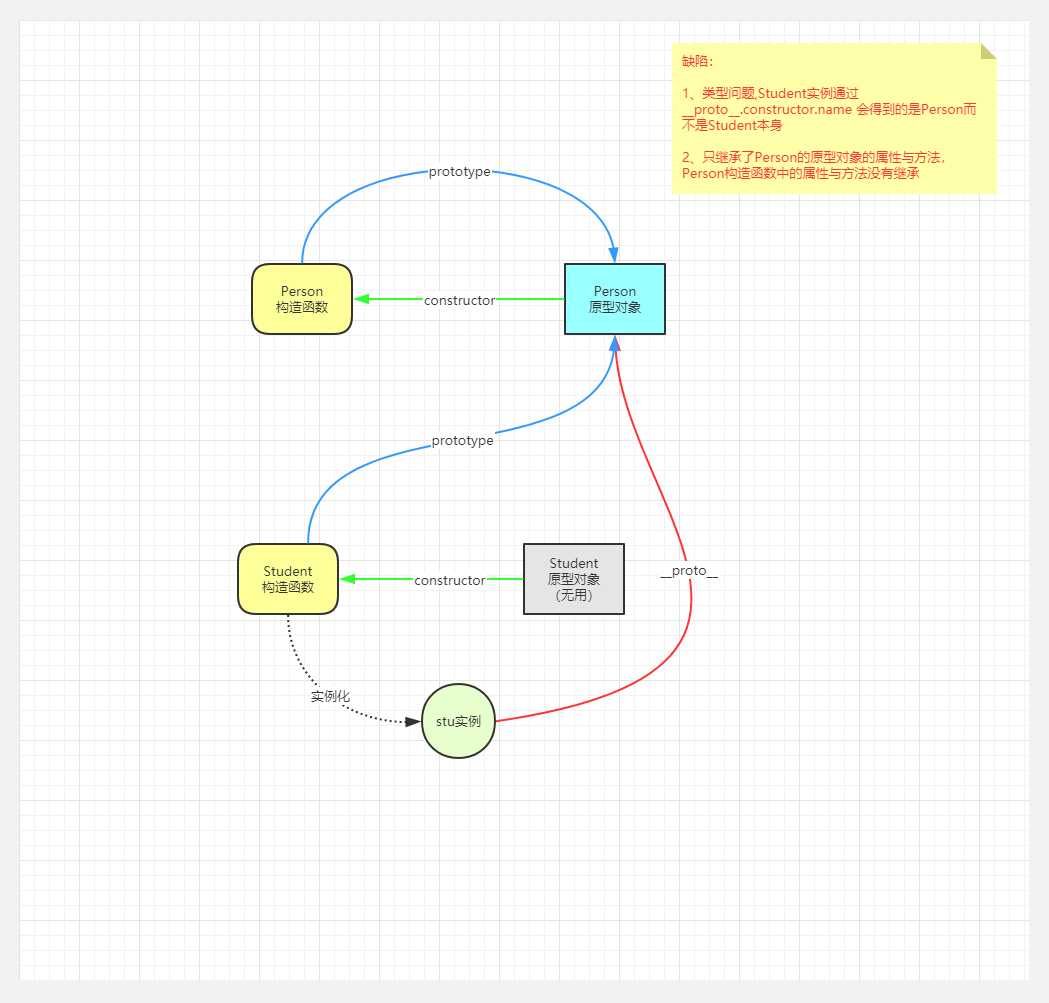 缺陷：
1、类型问题,Student实例通过
__proto__.constructor.name 会得到的是Person而
不是Student本身
2、只继承了Person的原型对象的属性与方法，
Person构造函数中的属性与方法没有继承
prototype
Person
构造函数
constructor
Person
原型对象
prototype
Student
构造函数
constructor
Student
原型对象
（无用）
__proto__
实例化
stu实例